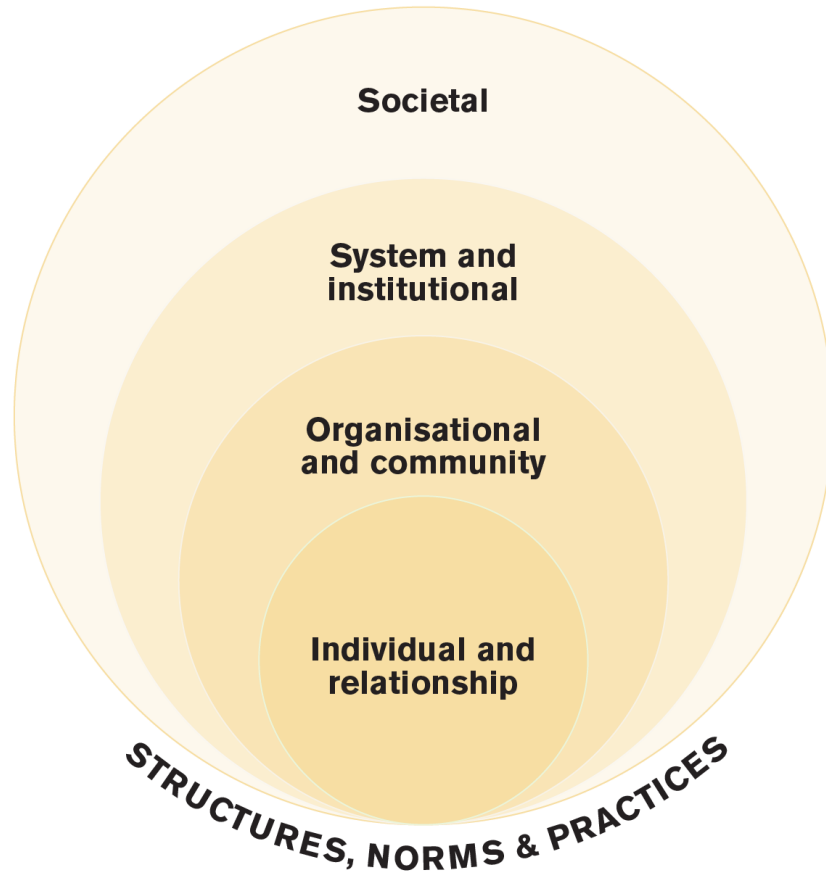 Societal
System and
institutional
Organisational
and community
Individual and
relationship
STRUCTURES, NORMS & PRACTICES